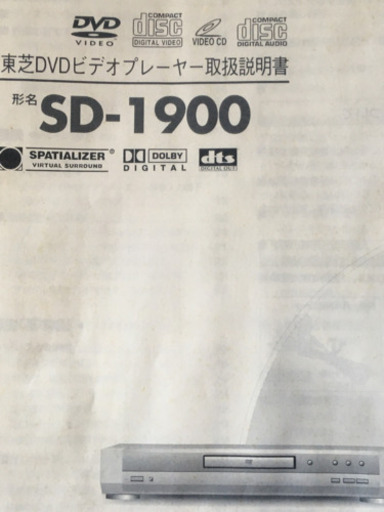 DVD VIDEO COMPACT disc DIGITAL VIDEO VIDEO CD COMPACT disc DIGITAL AUDIO
東芝DVDビデオプレーヤー取扱説明書
形名 SD-1900
SPATIALIZER VIRTUAL SURROUND DOLBY DIGITAL dts DIGITAL OUT